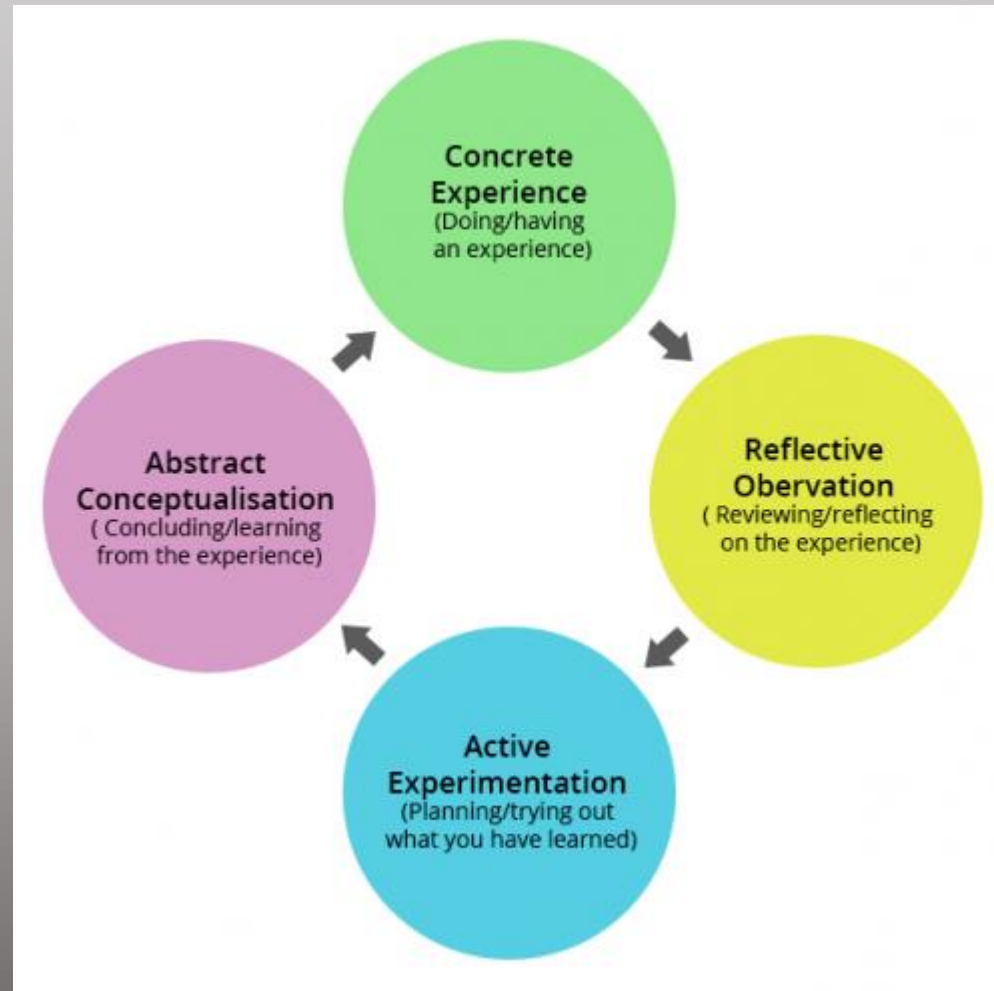 Concrete
Experience
(Doing/having
an experience)
Reflective
Obervation
( Reviewing/reflecting
on the experience)
Active
Experimentation
(Planning/trying out
what you have learned)
Abstract
Conceptualisation
( Concluding/learning
from the experience)